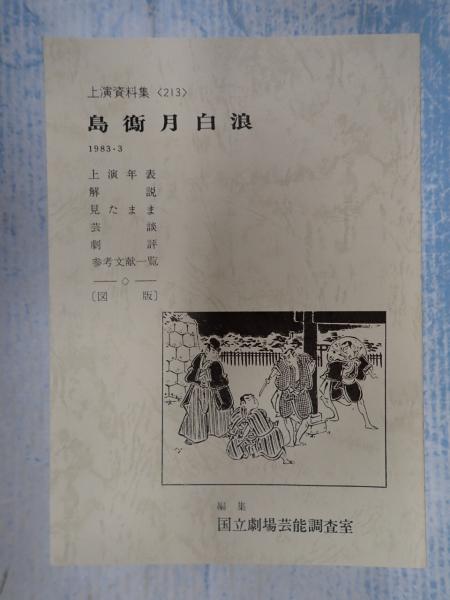 上演資料集〈213〉
島鵆月白浪
1983・3
上演年表
解説
見たまま
芸談
劇評
参考文献一覧
〔図版〕
編集
国立劇場芸能調査室